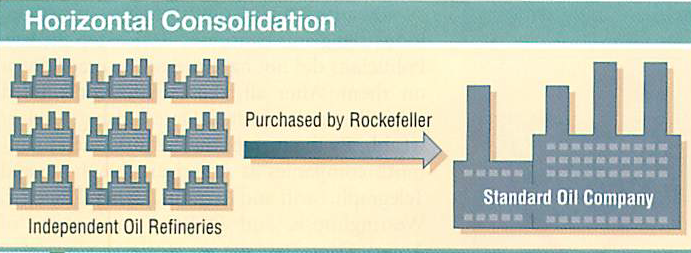 Horizontal Consolidation
Purchased by Rockefeller
Standard Oil Company
Independent Oil Refineries